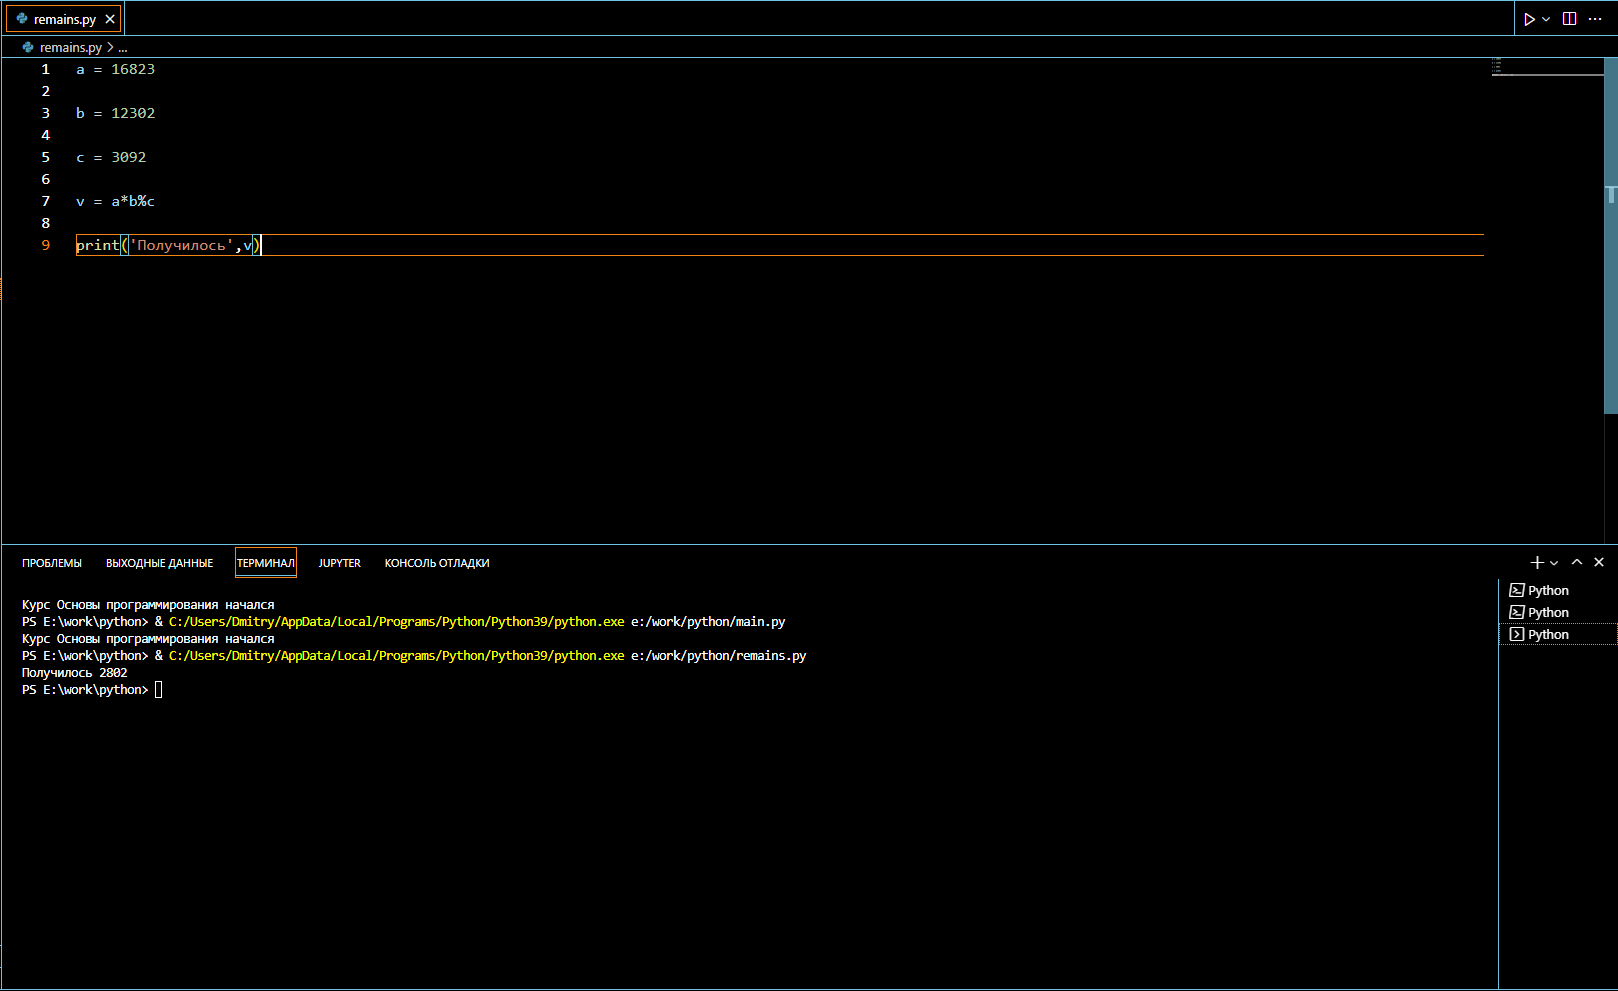 remains.py
remains.py > ...
1 a = 16823
2
3 b = 12302
4
5 c = 3092
6
7 v = a*b%c
8
9 print('Получилось',v)
ПРОБЛЕМЫ ВЫХОДНЫЕ ДАННЫЕ ТЕРМИНАЛ JUPYTER КОНСОЛЬ ОТЛАДКИ
Курс Основы программирования начался
PS E:\work\python> & C:/Users/Dmitry/AppData/Local/Programs/Python/Python39/python.exe e:/work/python/main.py
Курс Основы программирования начался
PS E:\work\python> & C:/Users/Dmitry/AppData/Local/Programs/Python/Python39/python.exe e:/work/python/remains.py
Получилось 2802
PS E:\work\python>
Python
Python
Python